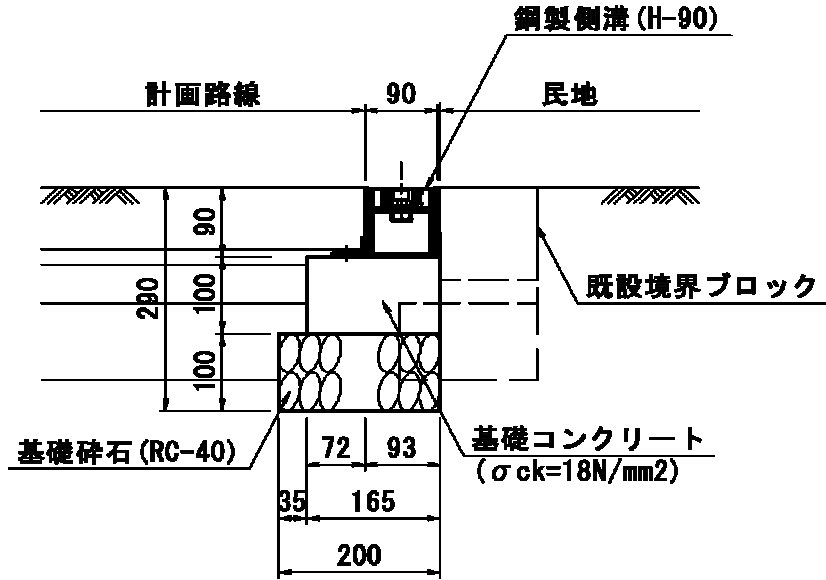 鋼製側溝(H-90)
計画路線
90
民地
90
290
100
100
既設境界ブロック
基礎砕石(RC-40)
72
93
基礎コンクリート
(σck=18N/mm2)
35
165
200